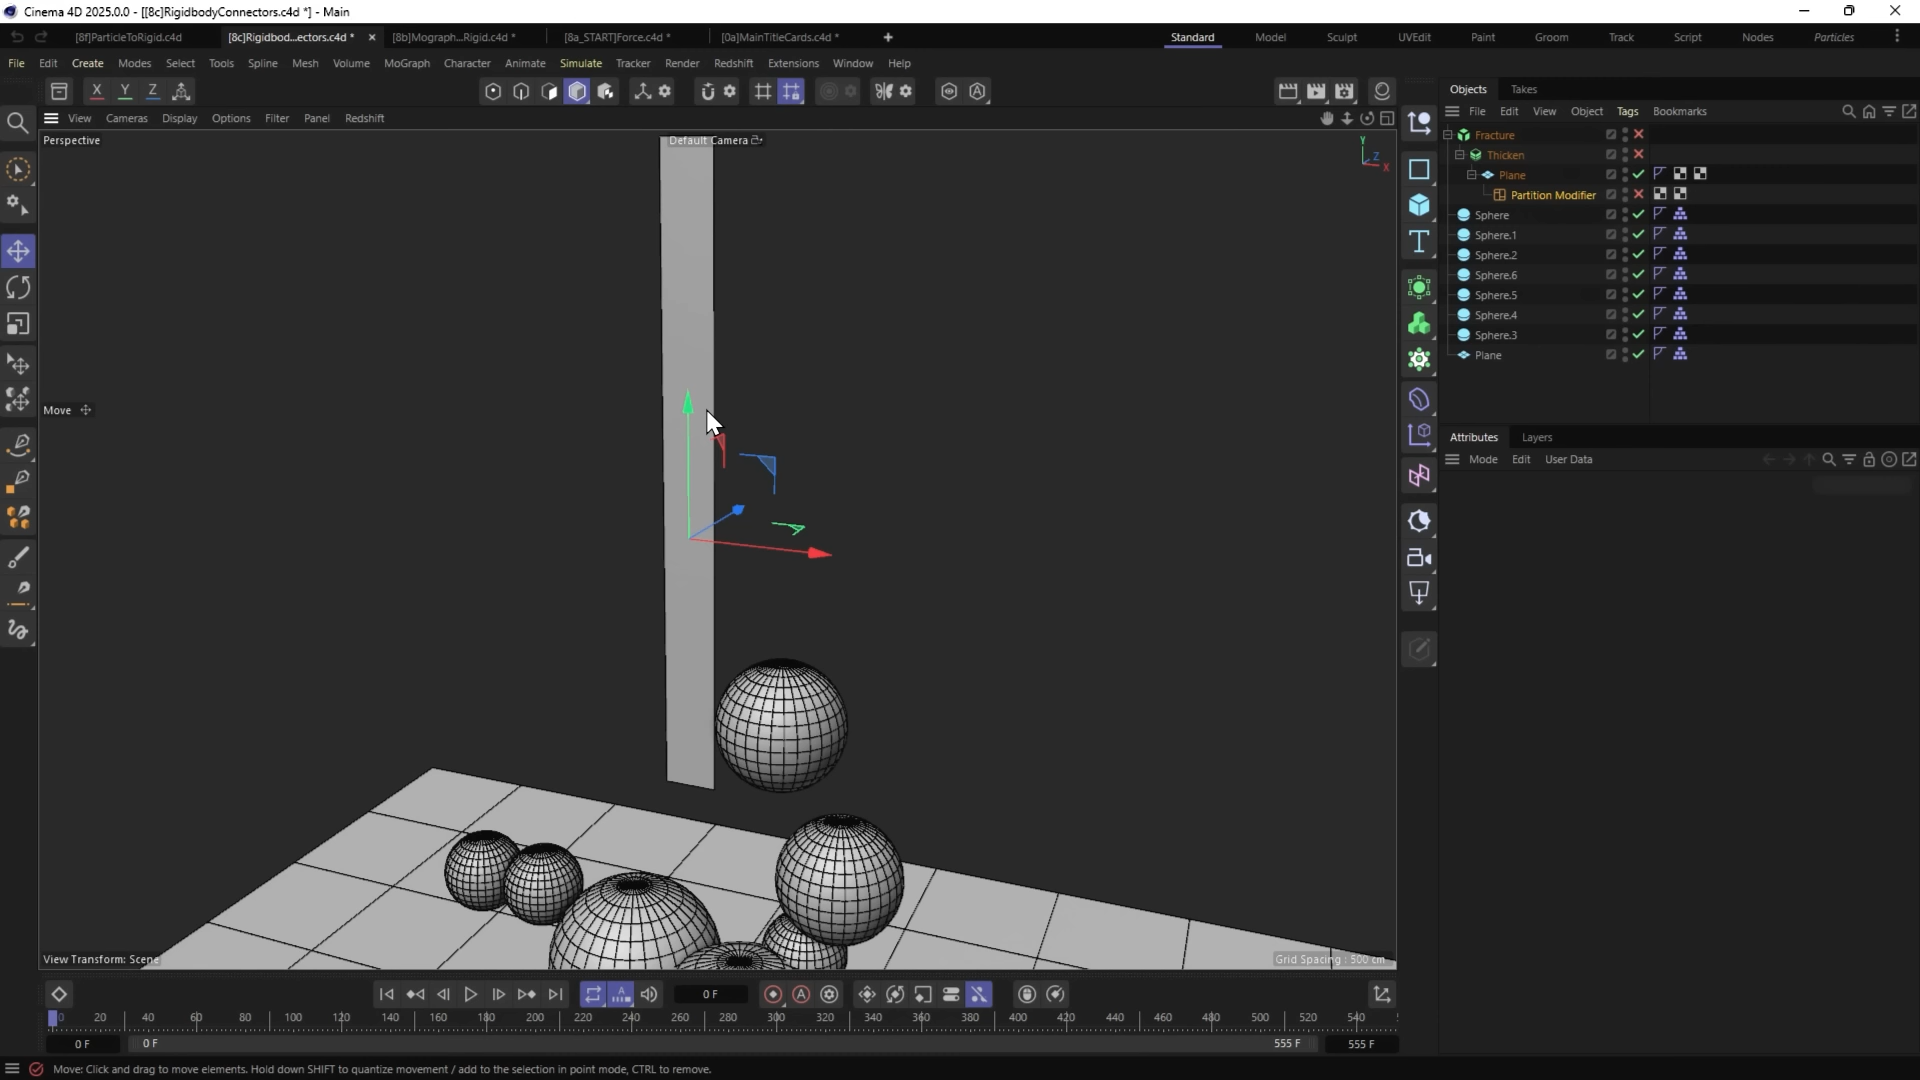 Cinema 4D 2025.0.0 - [[8c]RigidbodyConnectors.c4d *] - Main
[8f]ParticleToRigid.c4d
[8c]Rigidbod...ectors.c4d *
[8b]Mograph...Rigid.c4d *
[8a_START]Force.c4d *
[0a]MainTitleCards.c4d *
Standard
Model
Sculpt
UVEdit
Paint
Groom
Track
Script
Nodes
Particles
File Edit Create Modes Select Tools Spline Mesh Volume MoGraph Character Animate Simulate Tracker Render Redshift Extensions Window Help
X Y Z
Objects Takes
File Edit View Object Tags Bookmarks
View Cameras Display Options Filter Panel Redshift
Perspective
Default Camera
Y
Z
X
Fracture
Thicken
Plane
Partition Modifier
Sphere
Sphere.1
Sphere.2
Sphere.6
Sphere.5
Sphere.4
Sphere.3
Plane
Move
Attributes Layers
Mode Edit User Data
View Transform: Scene
Grid Spacing : 500 cm
0 F
0 20 40 60 80 100 120 140 160 180 200 220 240 260 280 300 320 340 360 380 400 420 440 460 480 500 520 540
0 F
0 F
555 F
555 F
Move: Click and drag to move elements. Hold down SHIFT to quantize movement / add to the selection in point mode, CTRL to remove.